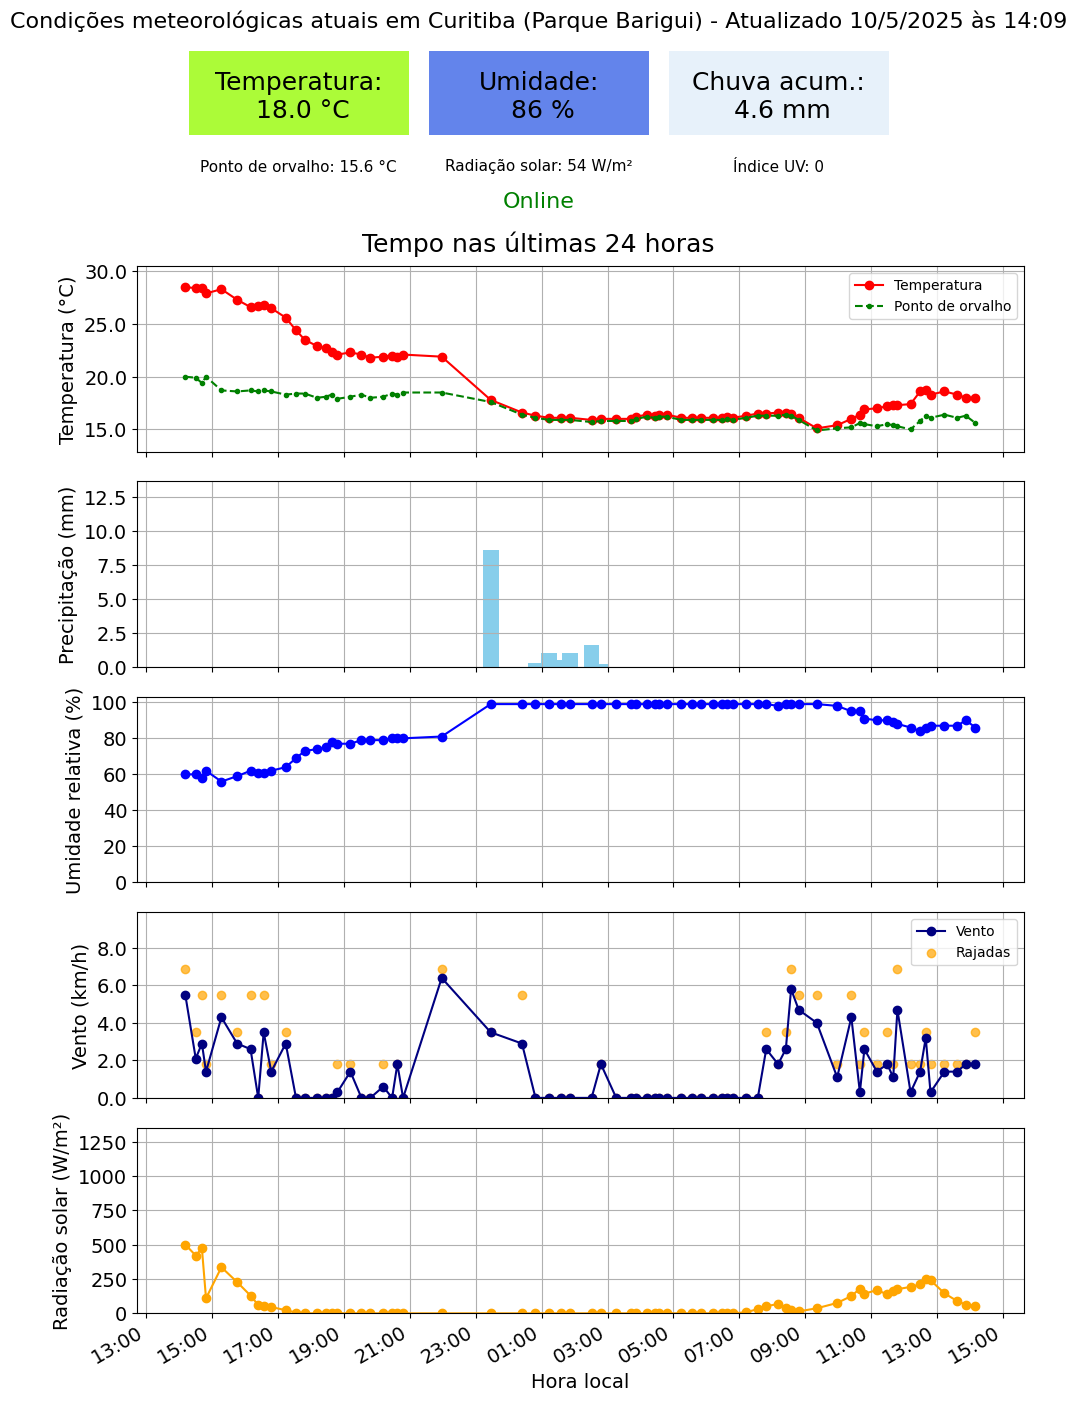 Condições meteorológicas atuais em Curitiba (Parque Barigui) - Atualizado 10/5/2025 às 14:09
Temperatura:
18.0 °C
Umidade:
86 %
Chuva acum.:
4.6 mm
Ponto de orvalho: 15.6 °C
Radiação solar: 54 W/m²
Índice UV: 0
Online
Tempo nas últimas 24 horas
Temperatura (°C)
30.0
25.0
20.0
15.0
Temperatura
Ponto de orvalho
Precipitação (mm)
12.5
10.0
7.5
5.0
2.5
0.0
Umidade relativa (%)
100
80
60
40
20
0
Vento (km/h)
8.0
6.0
4.0
2.0
0.0
Vento
Rajadas
Radiação solar (W/m²)
1250
1000
750
500
250
0
13:00
15:00
17:00
19:00
21:00
23:00
01:00
03:00
05:00
07:00
09:00
11:00
13:00
15:00
Hora local